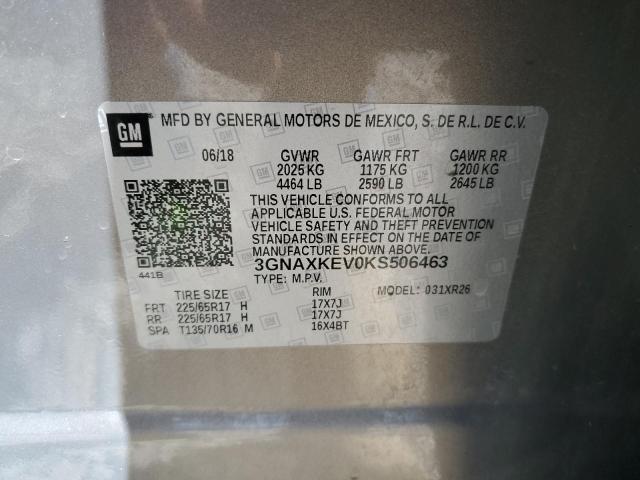 GM MFD BY GENERAL MOTORS DE MEXICO, S. DE R.L. DE C.V.
06/18 GVWR GAWR FRT GAWR RR
2025 KG 1175 KG 1200 KG
4464 LB 2590 LB 2645 LB
THIS VEHICLE CONFORMS TO ALL
APPLICABLE U.S. FEDERAL MOTOR
VEHICLE SAFETY AND THEFT PREVENTION
STANDARDS IN EFFECT ON THE DATE OF
MANUFACTURE SHOWN ABOVE.
3GNAXKEV0KS506463
441B TYPE: M.P.V. MODEL: 031XR26
TIRE SIZE RIM
FRT 225/65R17 H 17X7J
RR 225/65R17 H 17X7J
SPA T135/70R16 M 16X4BT